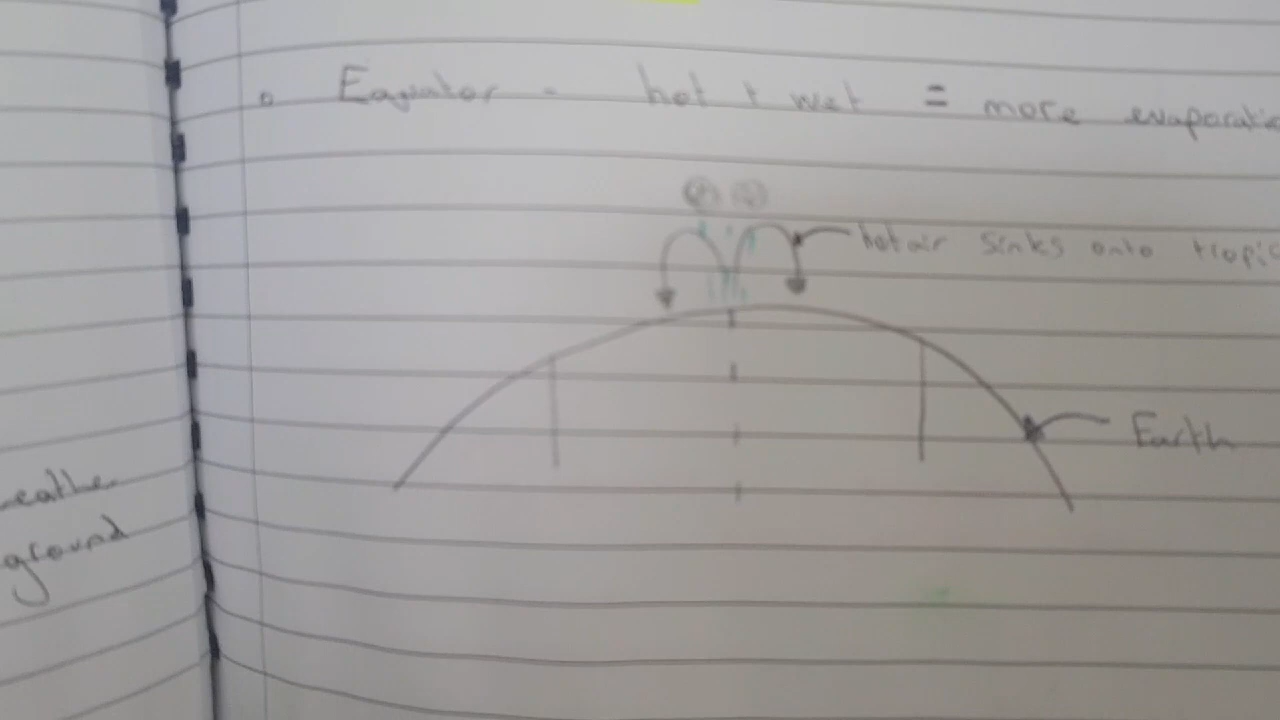 eathe
ground
Equator - hot + wet = more evaporatio
hot air sinks onto tropic
Earth